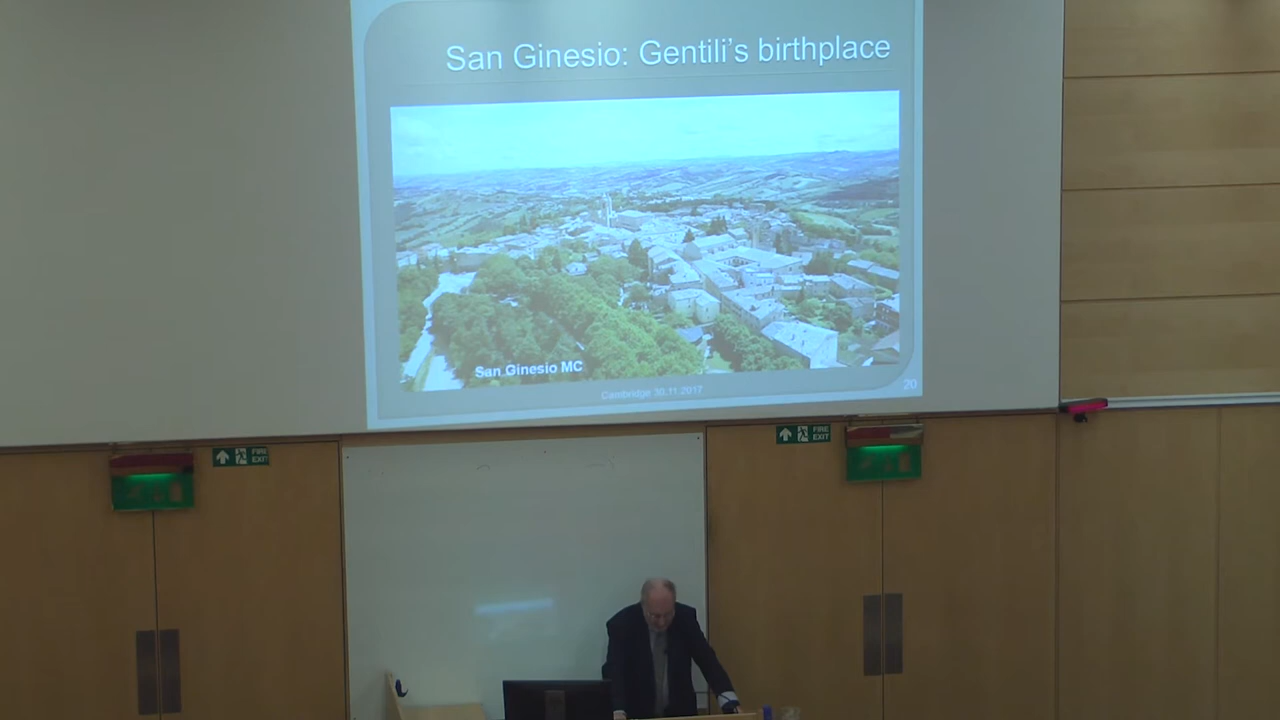 San Ginesio: Gentili's birthplace
San Ginesio MC
Cambridge 30.11.2017
20
FIRE
EXIT
FIRE
EXIT